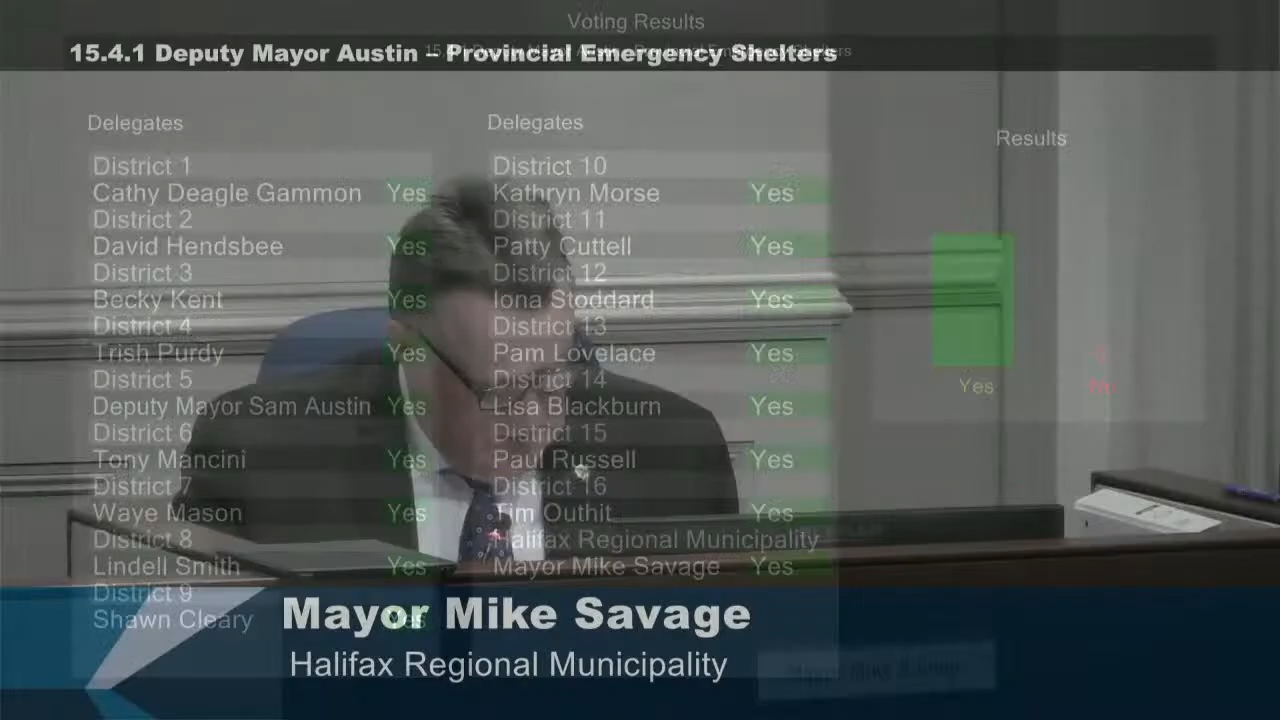 Voting Results
15.4.1 Deputy Mayor Austin – Provincial Emergency Shelters
Delegates
District 1
Cathy Deagle Gammon Yes
District 2
David Hendsbee Yes
District 3
Becky Kent Yes
District 4
Trish Purdy Yes
District 5
Deputy Mayor Sam Austin Yes
District 6
Tony Mancini Yes
District 7
Waye Mason Yes
District 8
Lindell Smith Yes
District 9
Shawn Cleary Yes
Delegates
District 10
Kathryn Morse Yes
District 11
Patty Cuttell Yes
District 12
Iona Stoddard Yes
District 13
Pam Lovelace Yes
District 14
Lisa Blackburn Yes
District 15
Paul Russell Yes
District 16
Tim Outhit Yes
Halifax Regional Municipality
Mayor Mike Savage Yes
Results
Yes
No
Mayor Mike Savage
Halifax Regional Municipality